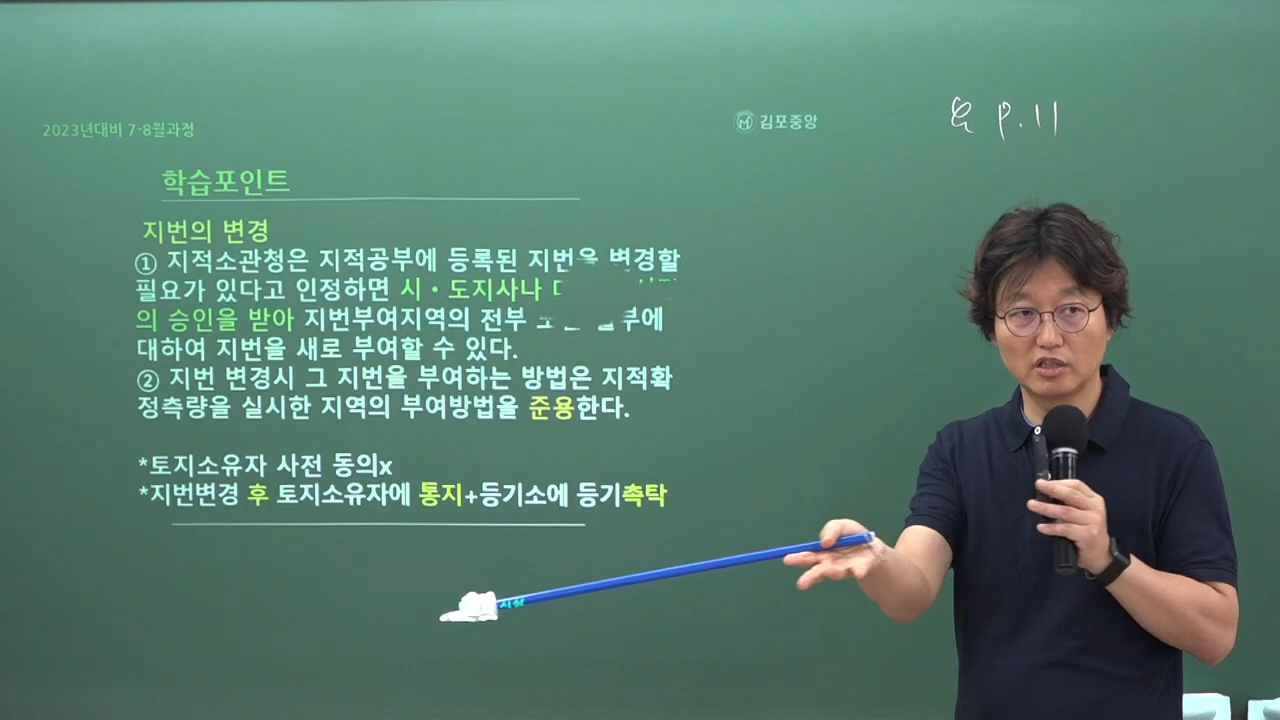 2023년대비 7-8월과정
김포중앙
요 p.11
학습포인트
지번의 변경
① 지적소관청은 지적공부에 등록된 지번을 변경할
필요가 있다고 인정하면 시・도지사나
의 승인을 받아 지번부여지역의 전부 또는 일부에
대하여 지번을 새로 부여할 수 있다.
② 지번 변경시 그 지번을 부여하는 방법은 지적확
정측량을 실시한 지역의 부여방법을 준용한다.
*토지소유자 사전 동의x
*지번변경 후 토지소유자에 통지+등기소에 등기촉탁